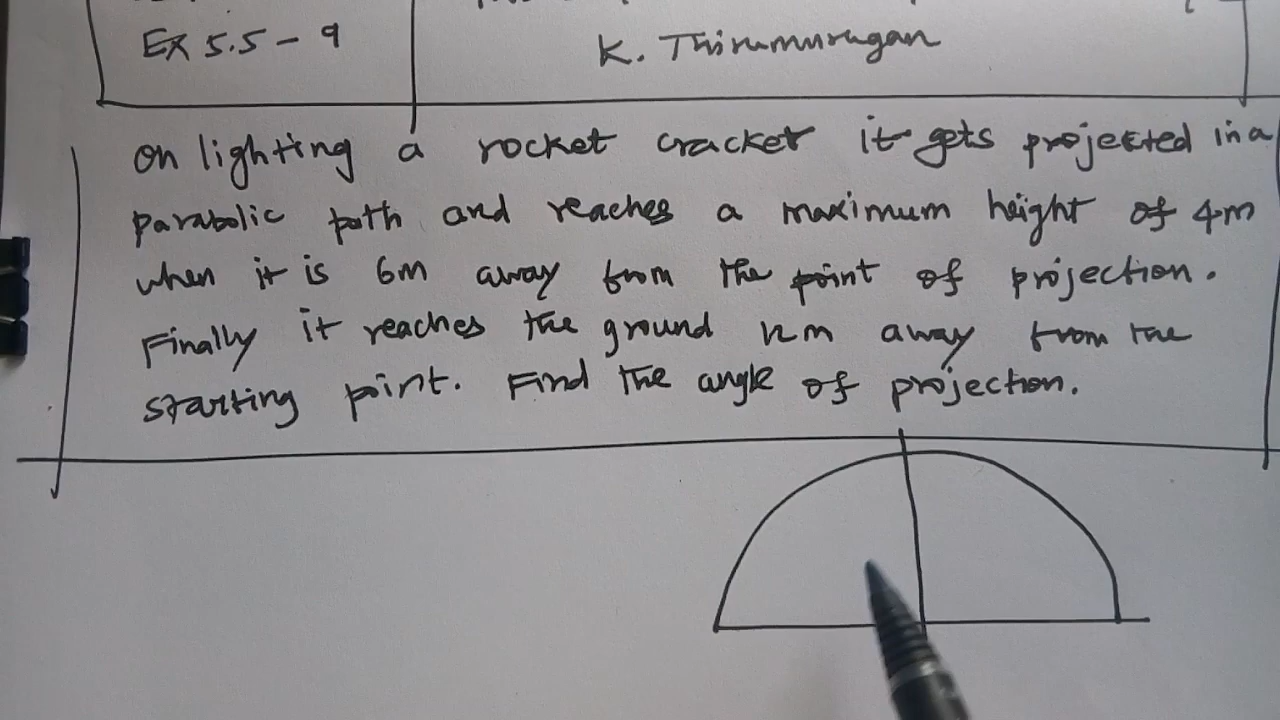 Ex 5.5 - 9
K. Thirumurugan
on lighting a rocket cracket it gets projected in a
parabolic path and reaches a maximum height of 4m
when it is 6m away from the point of projection.
Finally it reaches the ground 12m away from the
starting point. Find the angle of projection.